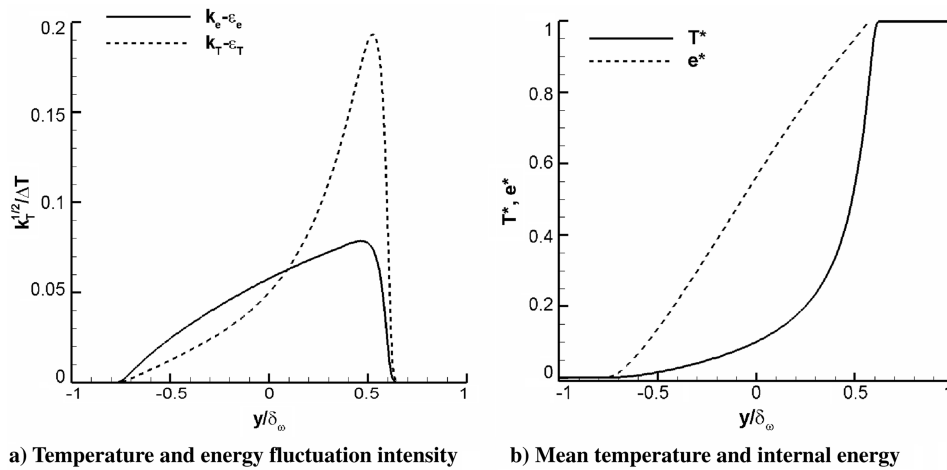 kₑ-εₑ
k_T-ε_T
k_T^1/2/ΔT
0.2
0.15
0.1
0.05
0
-1
-0.5
0
0.5
1
y/δ_ω
a) Temperature and energy fluctuation intensity
T*
e*
T*, e*
1
0.8
0.6
0.4
0.2
0
-1
-0.5
0
0.5
1
y/δ_ω
b) Mean temperature and internal energy